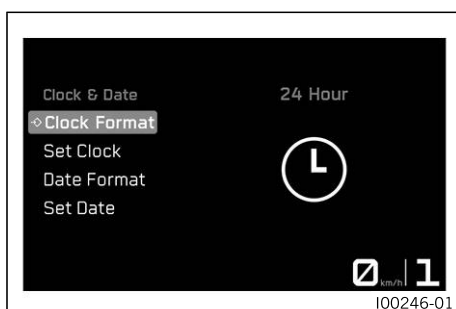 Clock & Date
24 Hour
Clock Format
Set Clock
Date Format
Set Date
0 km/h 1
I00246-01